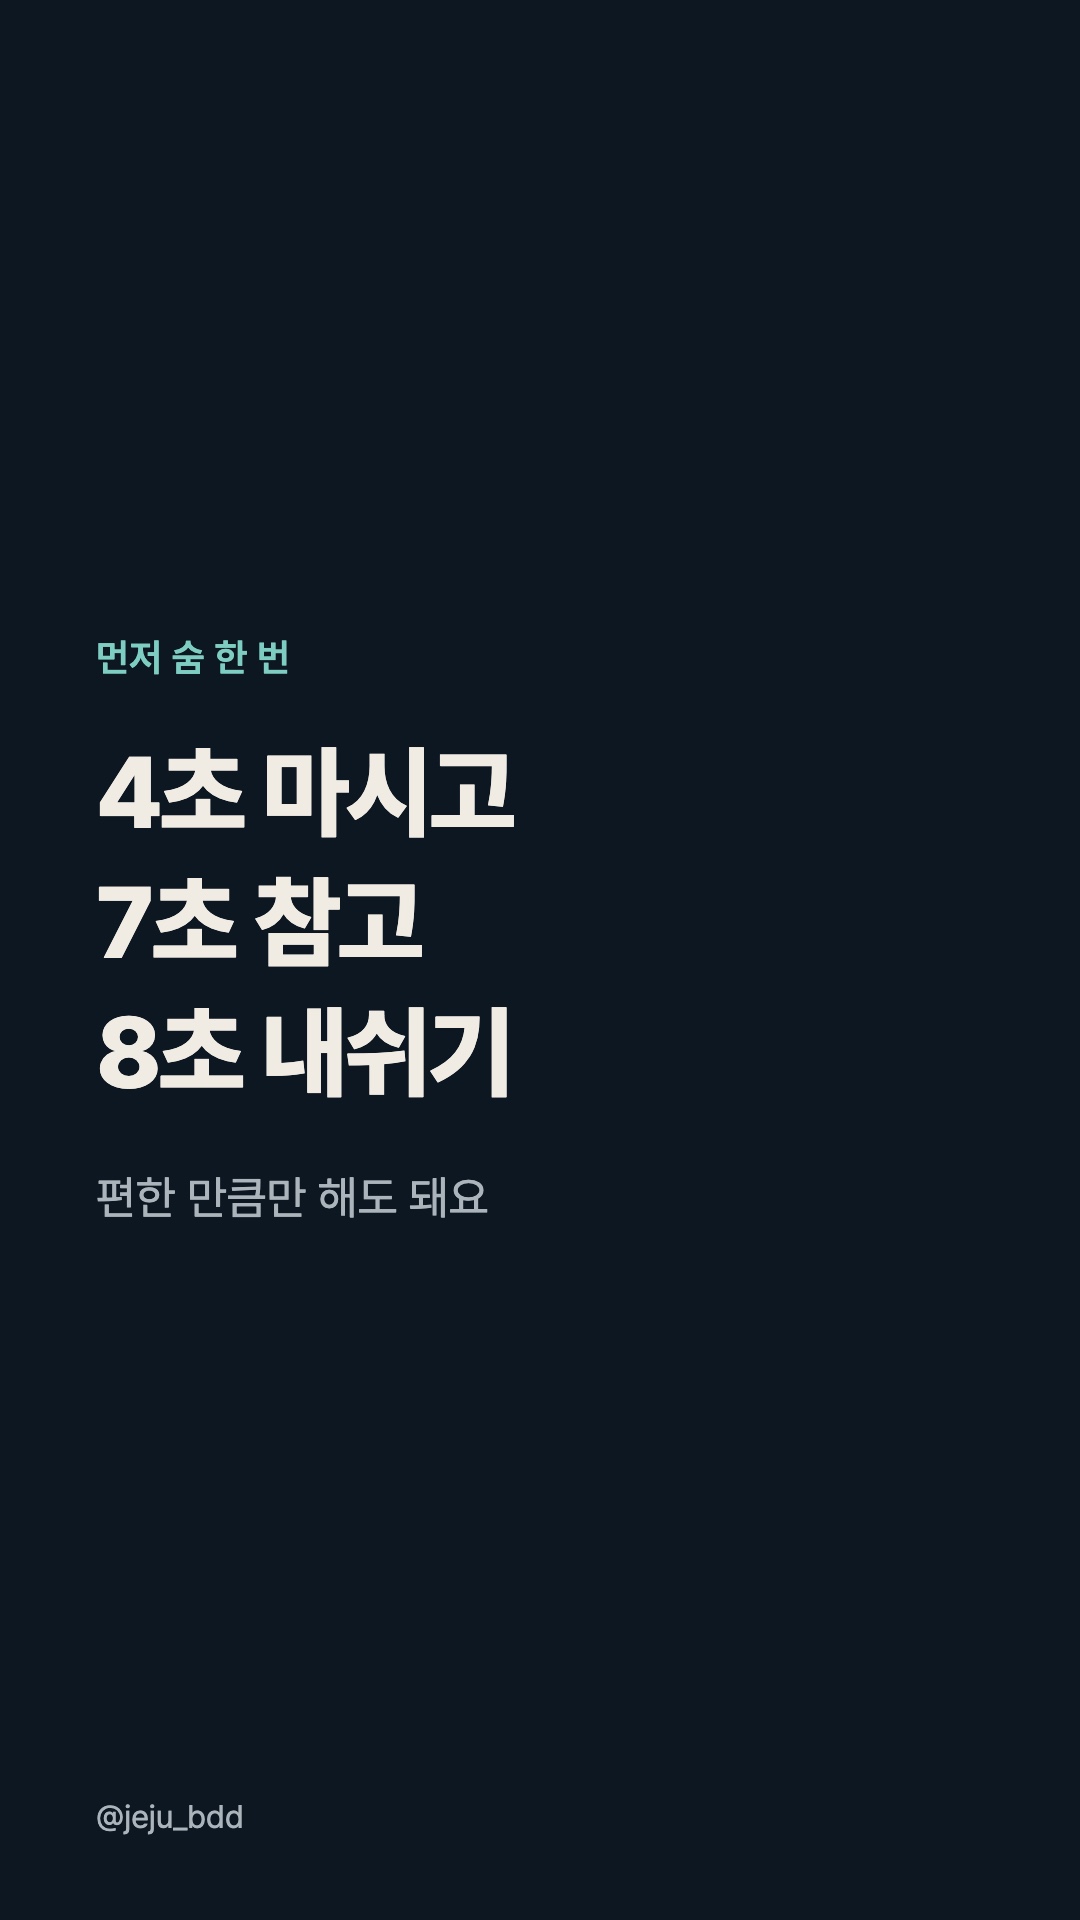 먼저 숨 한 번
4초 마시고
7초 참고
8초 내쉬기
편한 만큼만 해도 돼요
@jeju_bdd